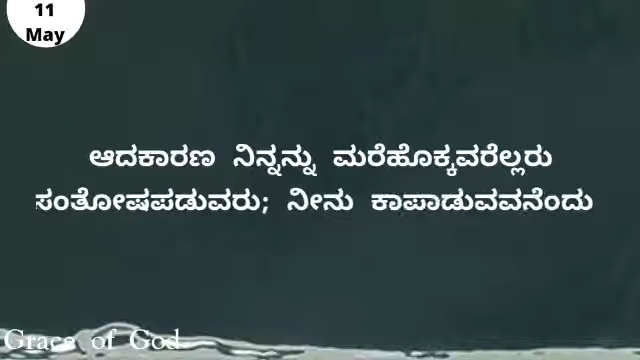 11
May
ಆದಕಾರಣ ನಿನ್ನನ್ನು ಮರೆಹೊಕ್ಕವರೆಲ್ಲರು
ಸಂತೋಷಪಡುವರು; ನೀನು ಕಾಪಾಡುವವನೆಂದು
Grace of God